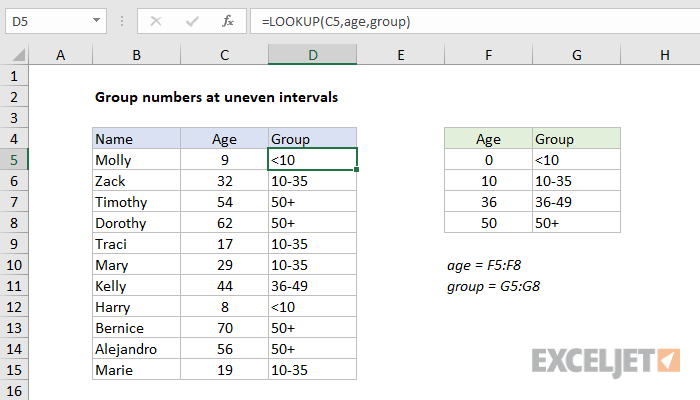 D5 fx =LOOKUP(C5,age,group)
A B C D E F G H
1
2 Group numbers at uneven intervals
3
4 Name Age Group Age Group
5 Molly 9 <10 0 <10
6 Zack 32 10-35 10 10-35
7 Timothy 54 50+ 36 36-49
8 Dorothy 62 50+ 50 50+
9 Traci 17 10-35
10 Mary 29 10-35 age = F5:F8
11 Kelly 44 36-49 group = G5:G8
12 Harry 8 <10
13 Bernice 70 50+
14 Alejandro 56 50+
15 Marie 19 10-35
16
EXCELJET